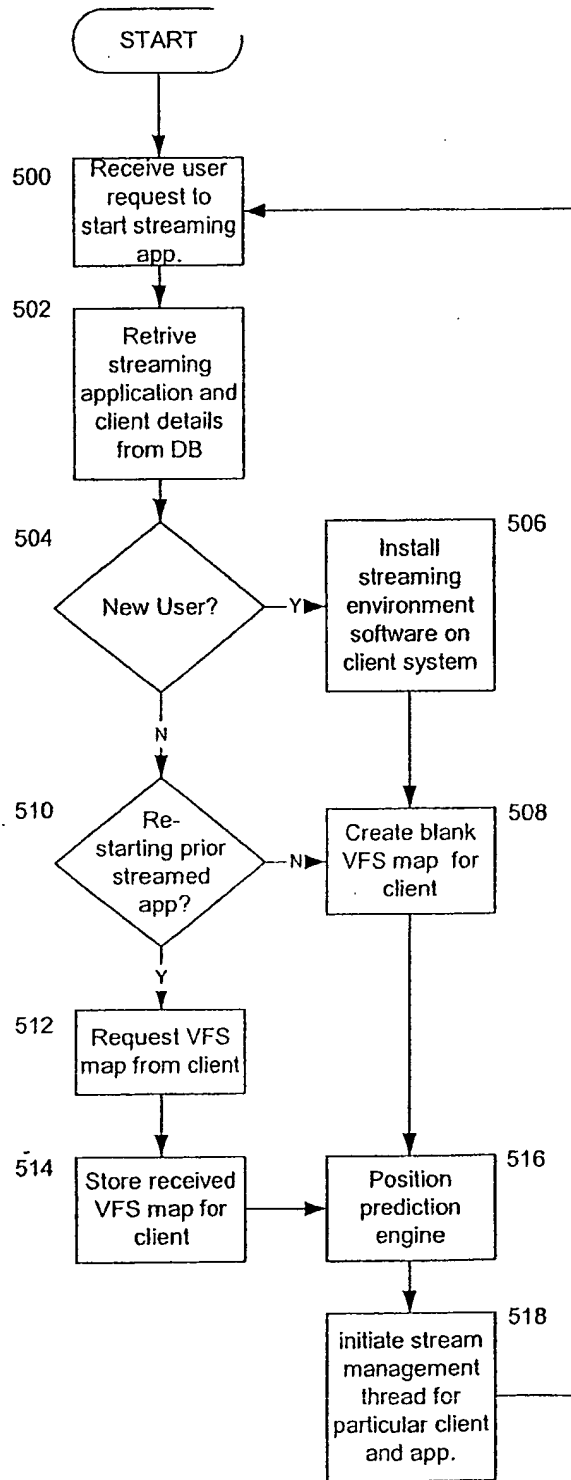 START
500
Receive user
request to
start streaming
app.
502
Retrive
streaming
application and
client details
from DB
504
New User?
Y
506
Install
streaming
environment
software on
client system
N
510
Re-
starting prior
streamed
app?
N
508
Create blank
VFS map for
client
Y
512
Request VFS
map from client
514
Store received
VFS map for
client
516
Position
prediction
engine
518
initiate stream
management
thread for
particular client
and app.